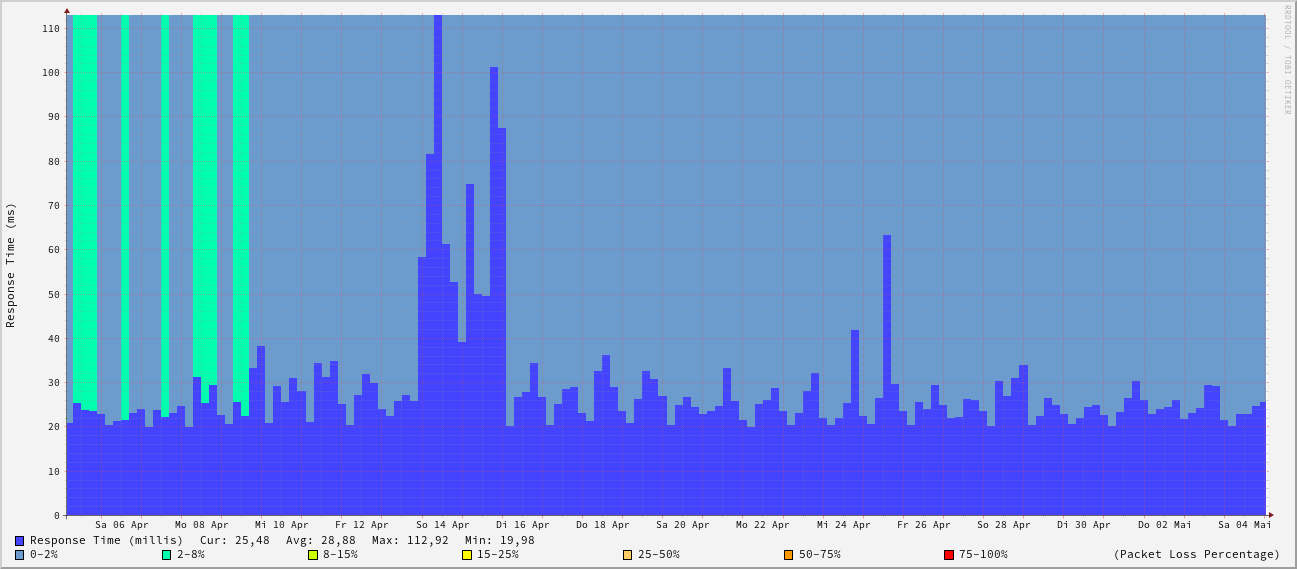 RRDTOOL / TOBI OETIKER
Response Time (ms)
110
100
90
80
70
60
50
40
30
20
10
0
Sa 06 Apr Mo 08 Apr Mi 10 Apr Fr 12 Apr So 14 Apr Di 16 Apr Do 18 Apr Sa 20 Apr Mo 22 Apr Mi 24 Apr Fr 26 Apr So 28 Apr Di 30 Apr Do 02 Mai Sa 04 Mai
Response Time (millis) Cur: 25,48 Avg: 28,88 Max: 112,92 Min: 19,98
0-2% 2-8% 8-15% 15-25% 25-50% 50-75% 75-100% (Packet Loss Percentage)